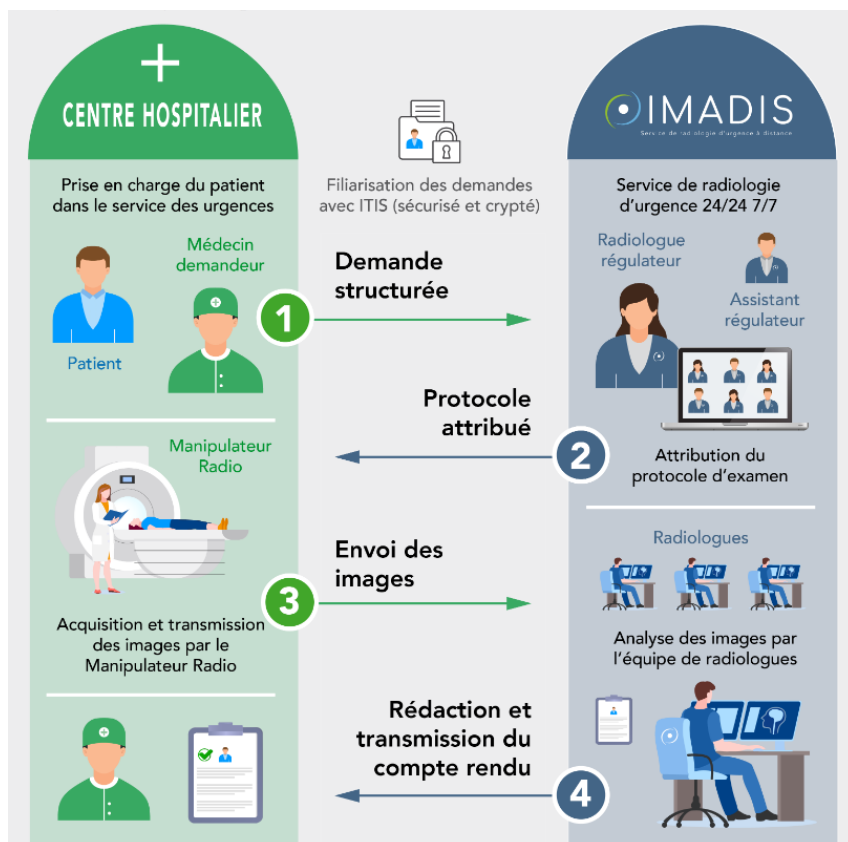 CENTRE HOSPITALIER
IMADIS
Service de radiologie d'urgence à distance
Prise en charge du patient
dans le service des urgences
Filiarisation des demandes
avec ITIS (sécurisé et crypté)
Service de radiologie
d'urgence 24/24 7/7
Médecin
demandeur
Patient
1
Demande
structurée
Radiologue
régulateur
Assistant
régulateur
Protocole
attribué
2
Attribution du
protocole d'examen
Manipulateur
Radio
Envoi des
images
3
Acquisition et transmission
des images par le
Manipulateur Radio
Radiologues
Analyse des images par
l'équipe de radiologues
Rédaction et
transmission du
compte rendu
4